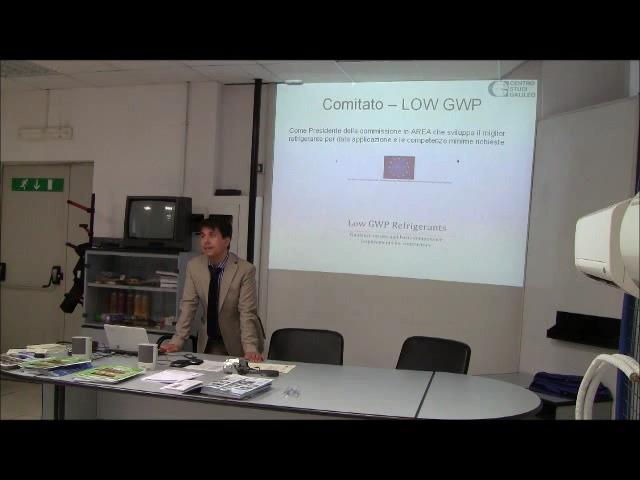 CENTRO
STUDI
GALILEO
Comitato – LOW GWP
Come Presidente della commissione in AREA che sviluppa il miglior
refrigerante per data applicazione e le competenze minime richieste
Low GWP Refrigerants